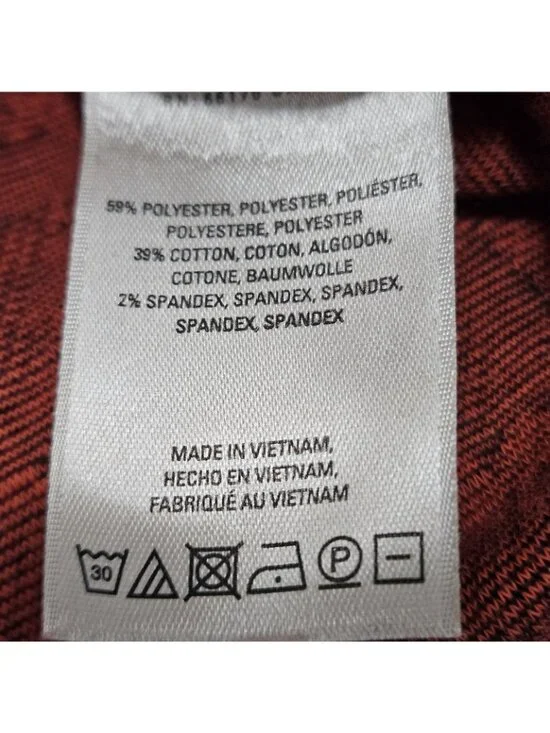 59% POLYESTER, POLYESTER, POLIÉSTER,
POLYESTERE, POLYESTER
39% COTTON, COTON, ALGODÓN,
COTONE, BAUMWOLLE
2% SPANDEX, SPANDEX, SPANDEX,
SPANDEX, SPANDEX
MADE IN VIETNAM,
HECHO EN VIETNAM,
FABRIQUÉ AU VIETNAM
30 P